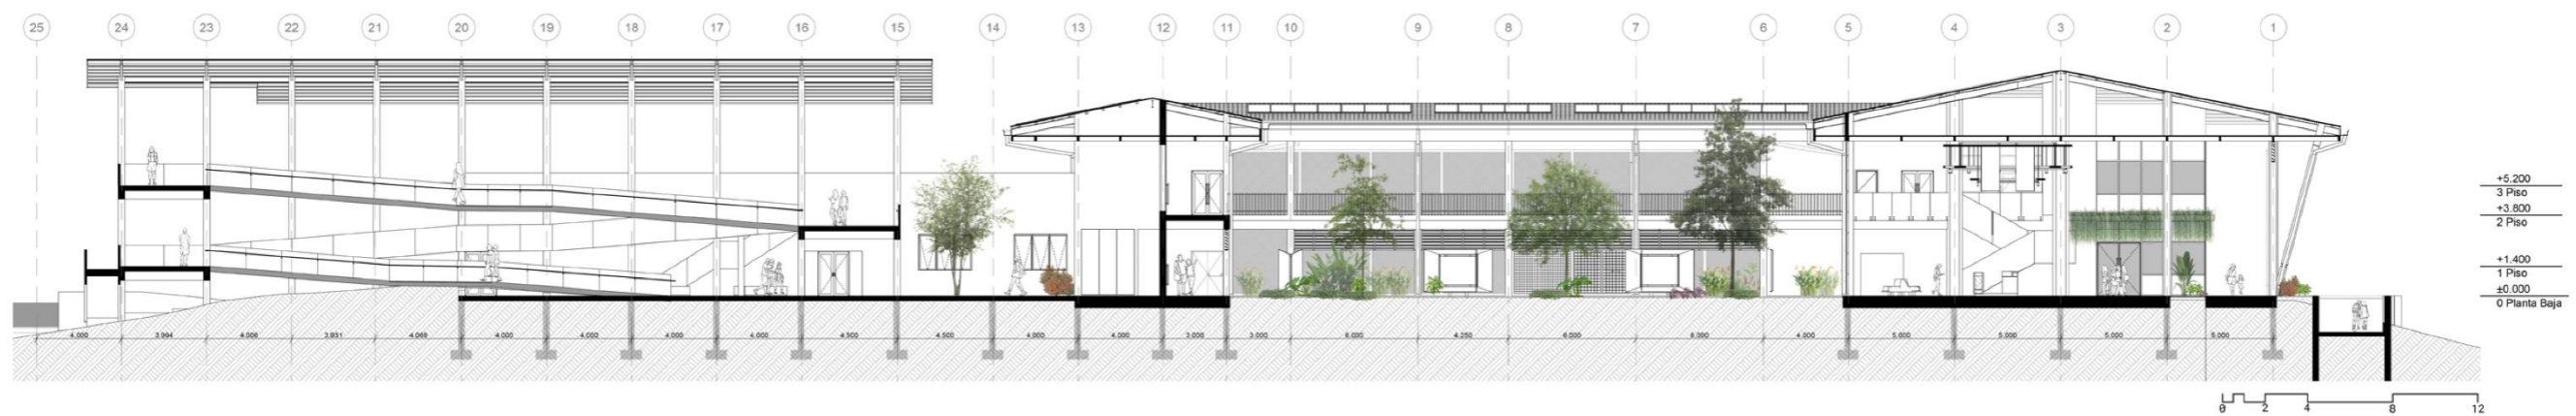 25 24 23 22 21 20 19 18 17 16 15 14 13 12 11 10 9 8 7 6 5 4 3 2 1
+5.200
3 Piso
+3.800
2 Piso
+1.400
1 Piso
±0.000
0 Planta Baja
4.000 3.994 4.006 3.931 4.069 4.000 4.000 4.000 4.000 4.500 4.500 4.000 4.000 3.000 3.000 6.000 4.250 6.000 6.000 4.000 5.000 5.000 5.000 5.000
0 2 4 8 12